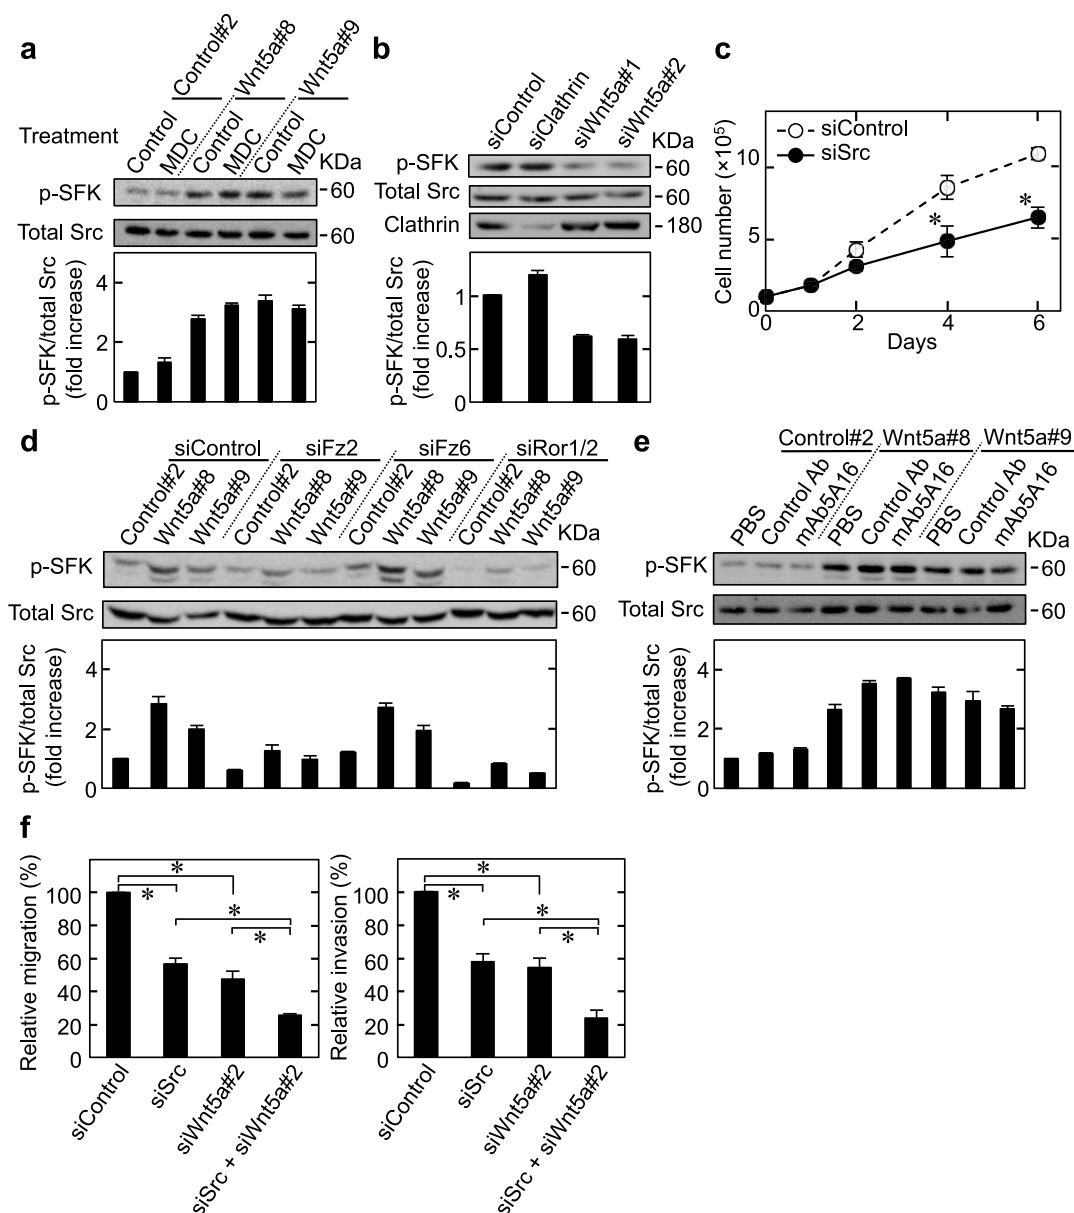 a
Control#2
Wnt5a#8
Wnt5a#9
Treatment
Control
MDC
Control
MDC
Control
MDC
KDa
p-SFK
-60
Total Src
-60
p-SFK/total Src
(fold increase)
4
2
0
b
siControl
siClathrin
siWnt5a#1
siWnt5a#2
KDa
p-SFK
-60
Total Src
-60
Clathrin
-180
p-SFK/total Src
(fold increase)
1
0.5
0
c
siControl
siSrc
Cell number (×10⁵)
10
5
0
*
*
0
2
4
6
Days
d
siControl
siFz2
siFz6
siRor1/2
Control#2
Wnt5a#8
Wnt5a#9
Control#2
Wnt5a#8
Wnt5a#9
Control#2
Wnt5a#8
Wnt5a#9
Control#2
Wnt5a#8
Wnt5a#9
KDa
p-SFK
-60
Total Src
-60
p-SFK/total Src
(fold increase)
4
2
0
e
Control#2
Wnt5a#8
Wnt5a#9
PBS
Control Ab
mAb5A16
PBS
Control Ab
mAb5A16
PBS
Control Ab
mAb5A16
KDa
p-SFK
-60
Total Src
-60
p-SFK/total Src
(fold increase)
4
2
0
f
Relative migration (%)
100
80
60
40
20
0
*
*
*
*
siControl
siSrc
siWnt5a#2
siSrc + siWnt5a#2
Relative invasion (%)
100
80
60
40
20
0
*
*
*
*
siControl
siSrc
siWnt5a#2
siSrc + siWnt5a#2